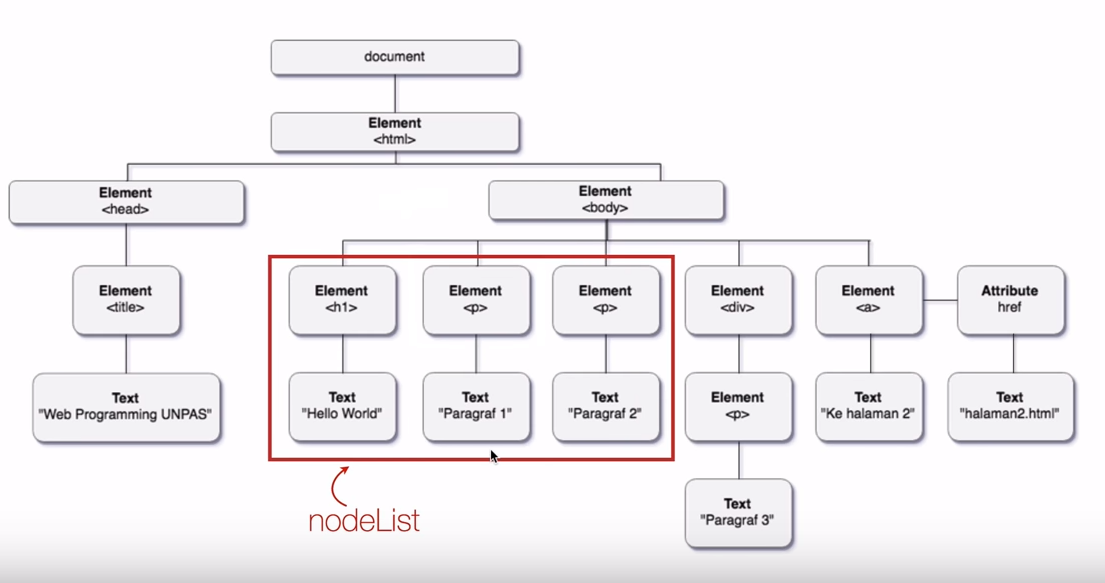 document
Element
<html>
Element
<head>
Element
<body>
Element
<title>
Element
<h1>
Element
<p>
Element
<p>
Element
<div>
Element
<a>
Attribute
href
Text
"Web Programming UNPAS"
Text
"Hello World"
Text
"Paragraf 1"
Text
"Paragraf 2"
Element
<p>
Text
"Ke halaman 2"
Text
"halaman2.html"
Text
"Paragraf 3"
nodeList